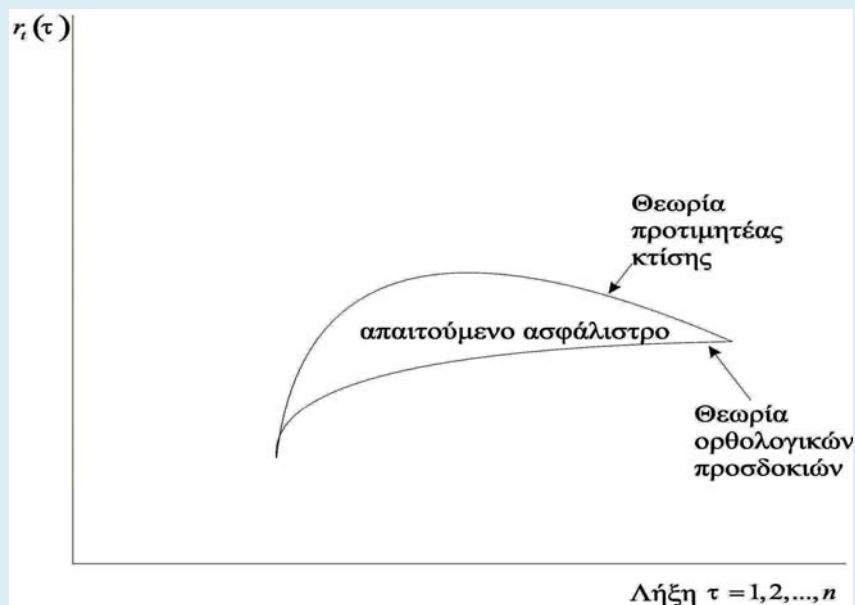 r_t(τ)
Θεωρία
προτιμητέας
κτίσης
απαιτούμενο ασφάλιστρο
Θεωρία
ορθολογικών
προσδοκιών
Λήξη τ = 1, 2, ..., n